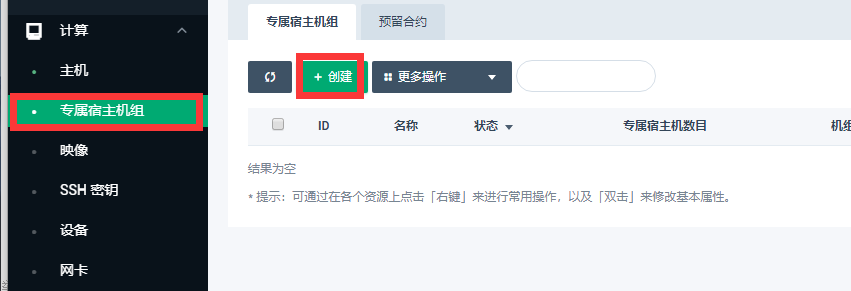 计算
主机
专属宿主机组
映像
SSH 密钥
设备
网卡
专属宿主机组 预留合约
+ 创建 更多操作
ID 名称 状态 专属宿主机数目 机组
结果为空
* 提示：可通过在各个资源上点击「右键」来进行常用操作，以及「双击」来修改基本属性。